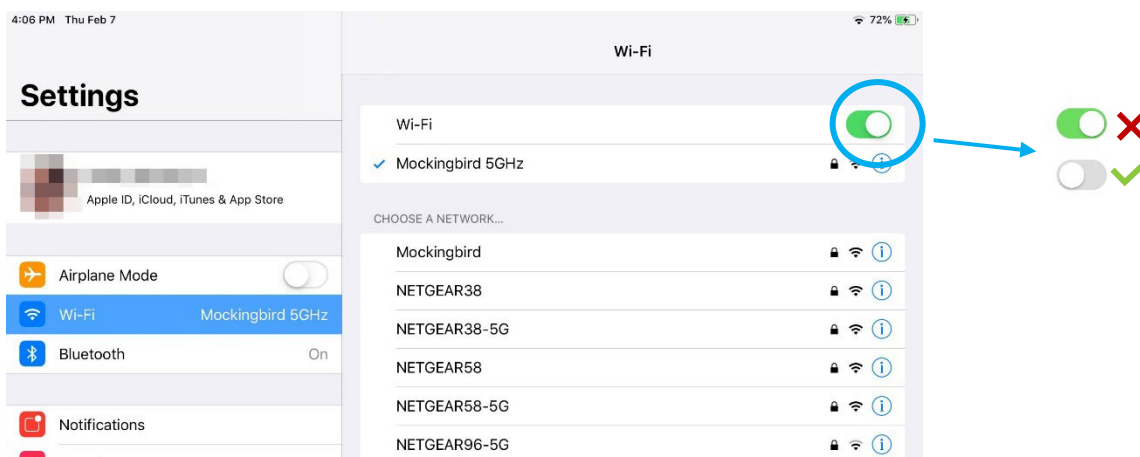 4:06 PM Thu Feb 7
72%
Settings
Apple ID, iCloud, iTunes & App Store
Airplane Mode
Wi-Fi Mockingbird 5GHz
Bluetooth On
Notifications
Wi-Fi
Wi-Fi
Mockingbird 5GHz
CHOOSE A NETWORK...
Mockingbird
NETGEAR38
NETGEAR38-5G
NETGEAR58
NETGEAR58-5G
NETGEAR96-5G